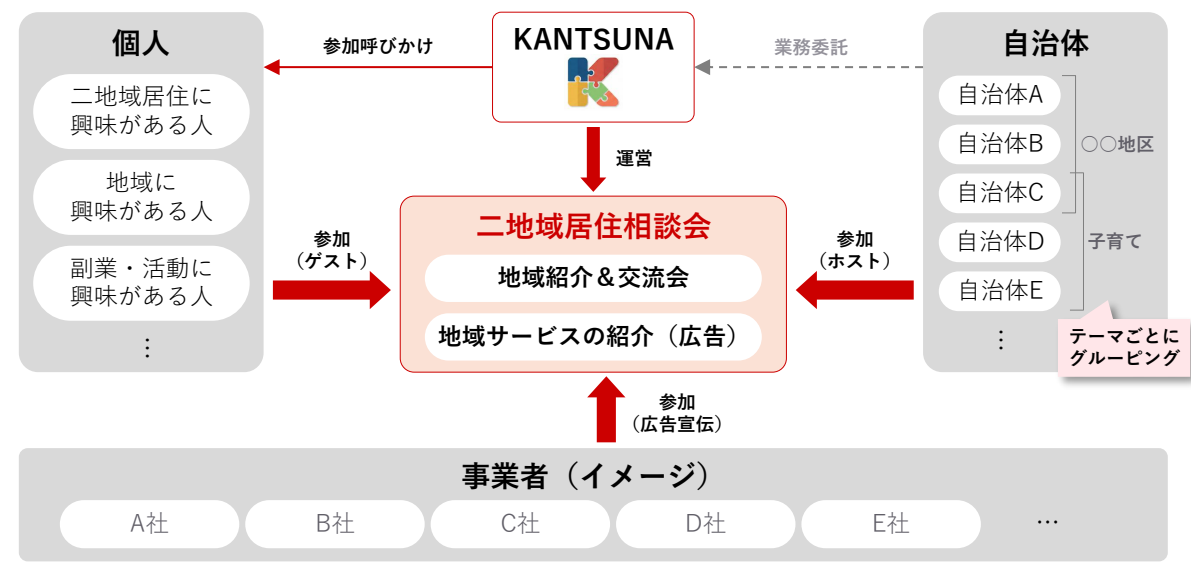 個人
二地域居住に
興味がある人
地域に
興味がある人
副業・活動に
興味がある人
⋮
参加呼びかけ
KANTSUNA
業務委託
運営
自治体
自治体A
自治体B
自治体C
自治体D
自治体E
⋮
○○地区
子育て
テーマごとに
グルーピング
参加
（ゲスト）
二地域居住相談会
地域紹介＆交流会
地域サービスの紹介（広告）
参加
（ホスト）
参加
（広告宣伝）
事業者（イメージ）
A社
B社
C社
D社
E社
…